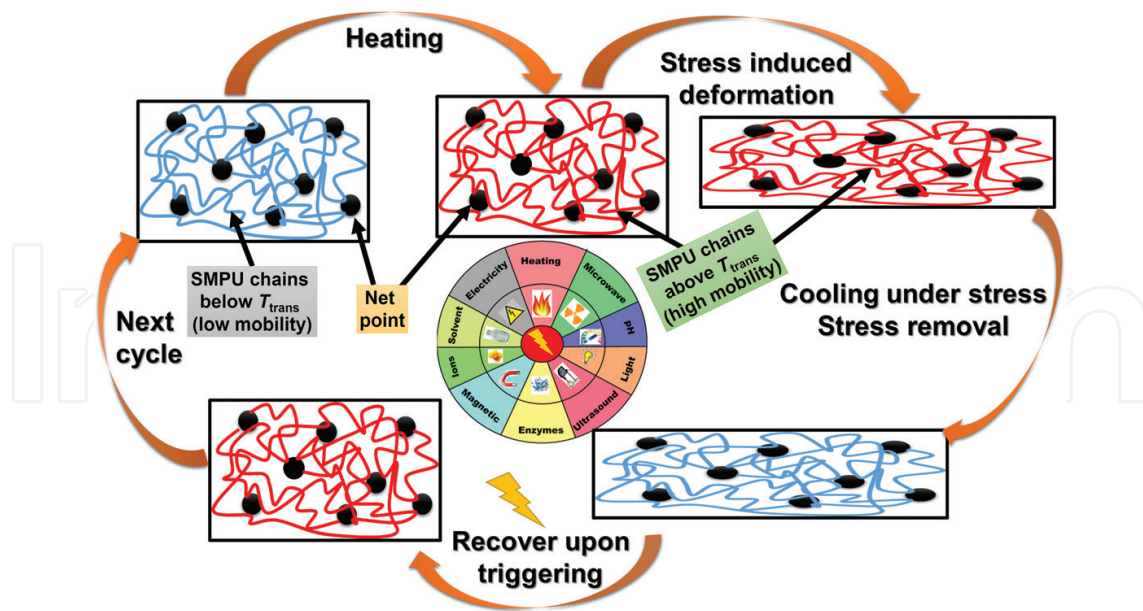 Heating
Stress induced
deformation
SMPU chains
below Ttrans
(low mobility)
Net
point
SMPU chains
above Ttrans
(high mobility)
Cooling under stress
Stress removal
Next
cycle
Electricity
Heating
Microwave
pH
Light
Ultrasound
Enzymes
Magnetic
Ions
Solvent
Recover upon
triggering